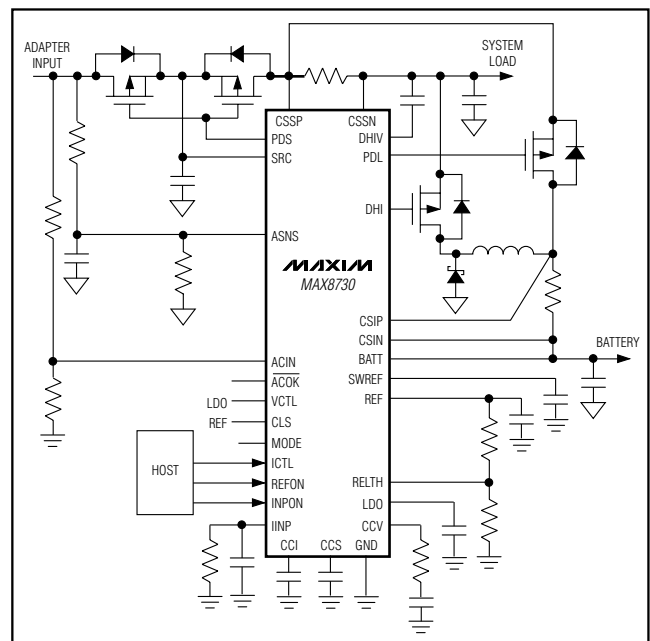 ADAPTER
INPUT
SYSTEM
LOAD
CSSP
CSSN
PDS
DHIV
SRC
PDL
DHI
ASNS
MAXIM
MAX8730
CSIP
CSIN
BATT
BATTERY
ACIN
SWREF
ACOK
REF
LDO
VCTL
REF
CLS
MODE
HOST
ICTL
REFON
RELTH
INPON
LDO
IINP
CCV
CCI
CCS
GND